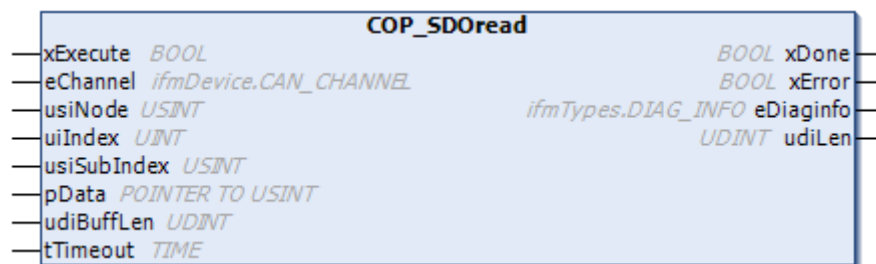 COP_SDOread
xExecute BOOL BOOL xDone
eChannel ifmDevice.CAN_CHANNEL BOOL xError
usiNode USINT ifmTypes.DIAG_INFO eDiaginfo
uiIndex UINT UDINT udiLen
usiSubIndex USINT
pData POINTER TO USINT
udiBuffLen UDINT
tTimeout TIME